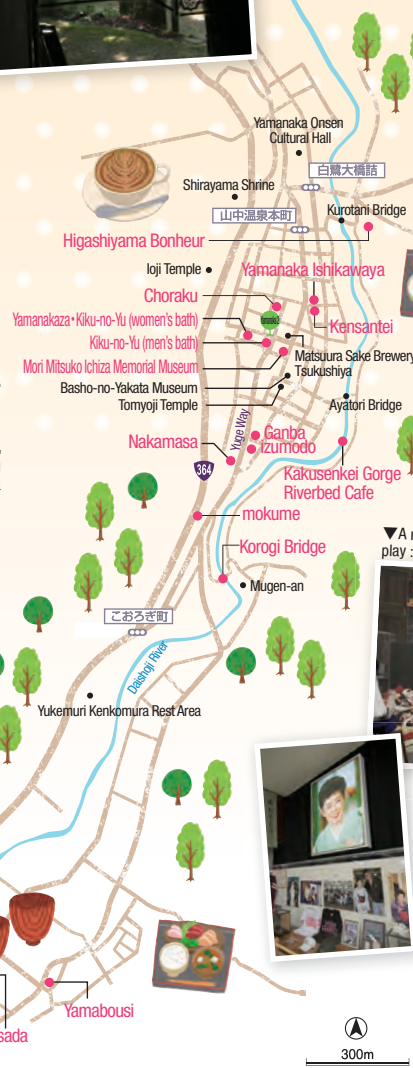 Yamanaka Onsen
Cultural Hall
白鷺大橋詰
Shirayama Shrine
山中温泉本町
Kurotani Bridge
Higashiyama Bonheur
Ioji Temple
Yamanaka Ishikawaya
Choraku
Yamanakaza・Kiku-no-Yu (women's bath)
Kensantei
Kiku-no-Yu (men's bath)
Matsuura Sake Brewery
Mori Mitsuko Ichiza Memorial Museum
Tsukushiya
Basho-no-Yakata Museum
Tomyoji Temple
Ayatori Bridge
Yuge Way
Nakamasa
Ganba
izumodo
364
Kakusenkei Gorge
Riverbed Cafe
mokume
▼A
play :
Korogi Bridge
Mugen-an
こおろぎ町
Daishoji River
Yukemuri Kenkomura Rest Area
Yamabousi
sada
300m